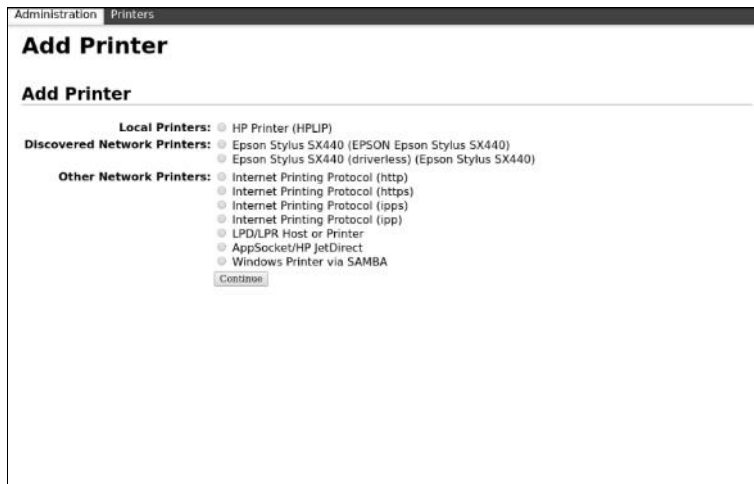 Administration Printers
Add Printer
Add Printer
Local Printers: HP Printer (HPLIP)
Discovered Network Printers: Epson Stylus SX440 (EPSON Epson Stylus SX440)
Epson Stylus SX440 (driverless) (Epson Stylus SX440)
Other Network Printers: Internet Printing Protocol (http)
Internet Printing Protocol (https)
Internet Printing Protocol (ipps)
Internet Printing Protocol (ipp)
LPD/LPR Host or Printer
AppSocket/HP JetDirect
Windows Printer via SAMBA
Continue